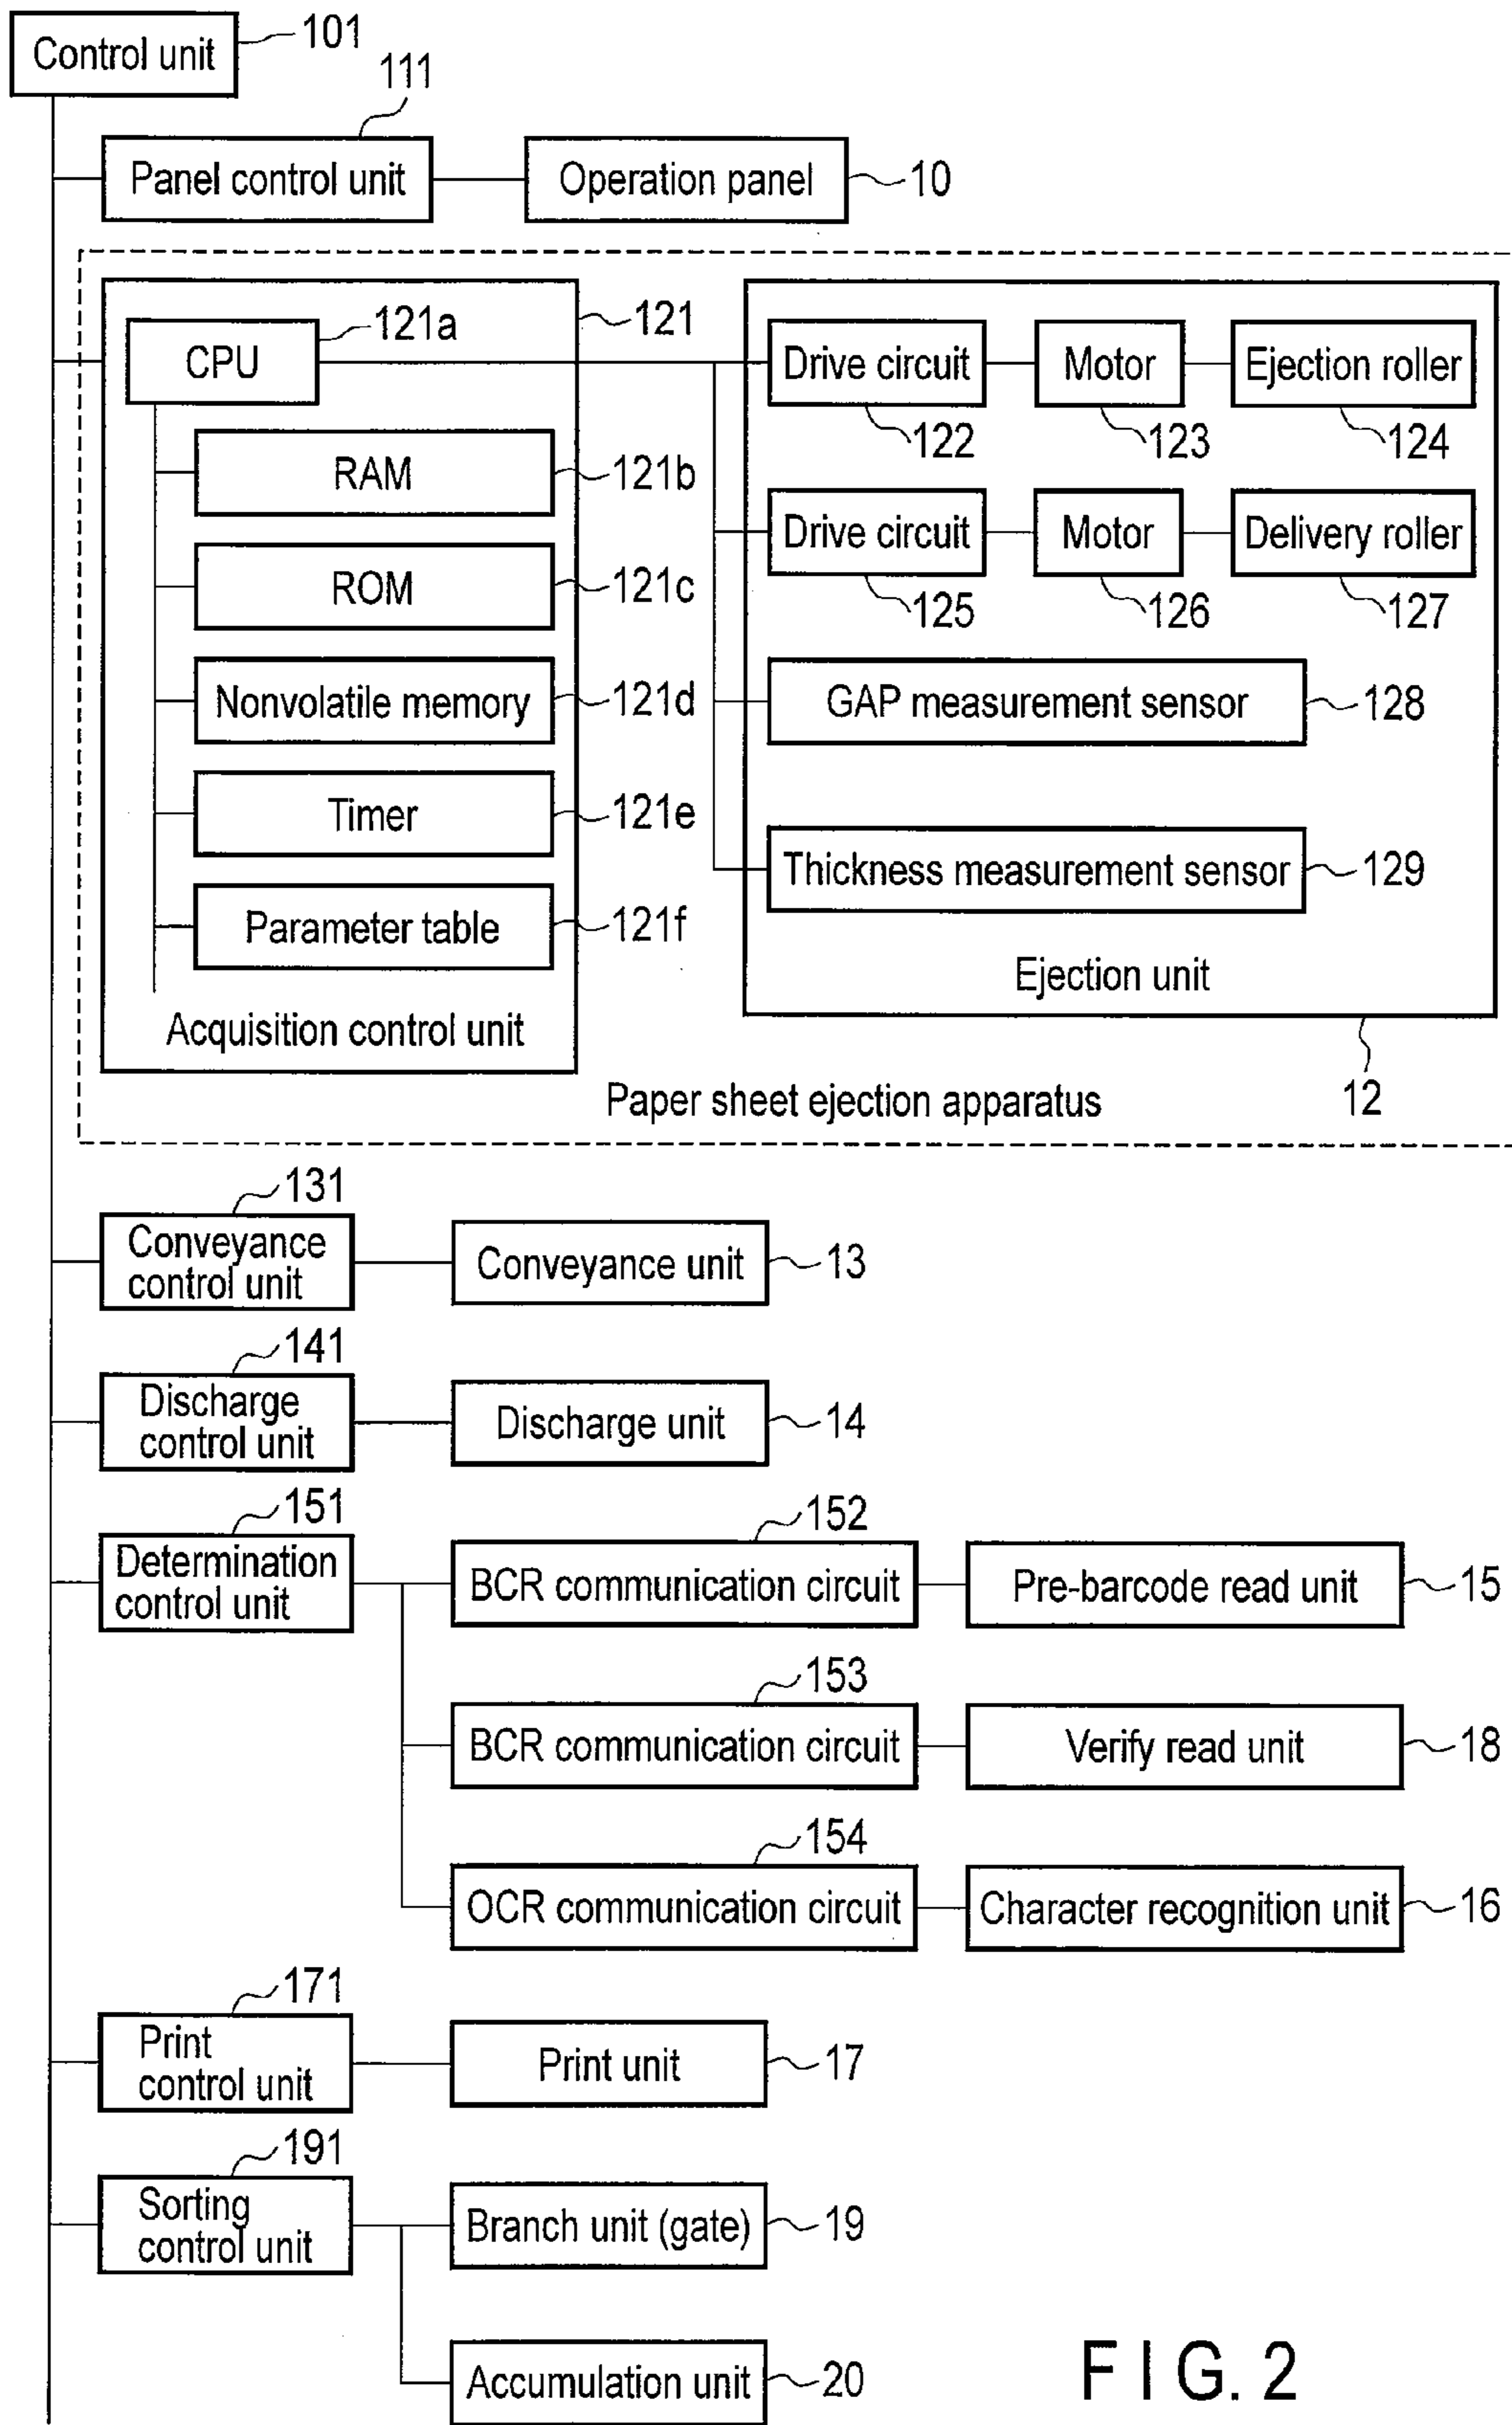 Control unit 101
111
Panel control unit Operation panel 10
121a 121
CPU Drive circuit Motor Ejection roller
122 123 124
RAM 121b
Drive circuit Motor Delivery roller
ROM 121c 125 126 127
Nonvolatile memory 121d GAP measurement sensor 128
Timer 121e
Thickness measurement sensor 129
Parameter table 121f
Ejection unit
Acquisition control unit
Paper sheet ejection apparatus 12
131
Conveyance
control unit
Conveyance unit 13
141
Discharge
control unit
Discharge unit 14
151 152
Determination
control unit
BCR communication circuit Pre-barcode read unit 15
153
BCR communication circuit Verify read unit 18
154
OCR communication circuit Character recognition unit 16
171
Print
control unit
Print unit 17
191
Sorting
control unit
Branch unit (gate) 19
Accumulation unit 20
FIG. 2